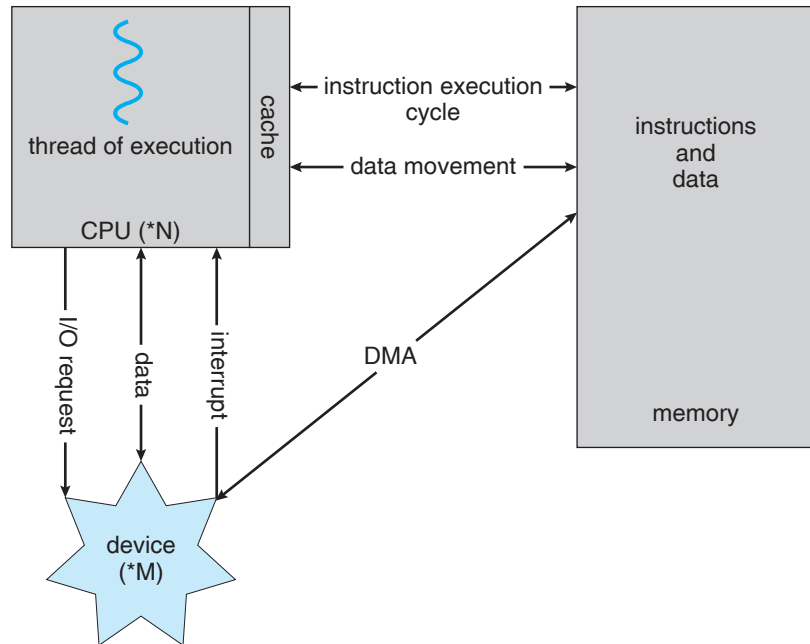 thread of execution
cache
CPU (*N)
instruction execution
cycle
data movement
instructions
and
data
memory
I/O request
data
interrupt
DMA
device
(*M)